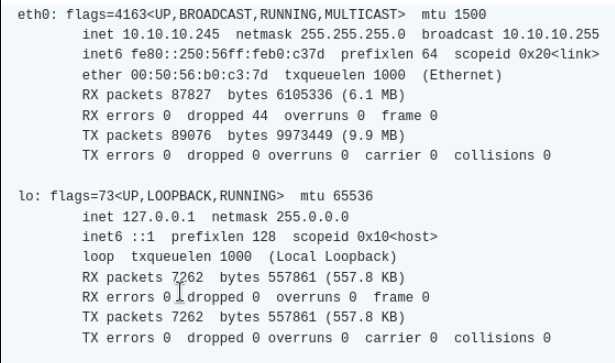 eth0: flags=4163<UP,BROADCAST,RUNNING,MULTICAST>  mtu 1500
        inet 10.10.10.245  netmask 255.255.255.0  broadcast 10.10.10.255
        inet6 fe80::250:56ff:feb0:c37d  prefixlen 64  scopeid 0x20<link>
        ether 00:50:56:b0:c3:7d  txqueuelen 1000  (Ethernet)
        RX packets 87827  bytes 6105336 (6.1 MB)
        RX errors 0  dropped 44  overruns 0  frame 0
        TX packets 89076  bytes 9973449 (9.9 MB)
        TX errors 0  dropped 0 overruns 0  carrier 0  collisions 0

lo: flags=73<UP,LOOPBACK,RUNNING>  mtu 65536
        inet 127.0.0.1  netmask 255.0.0.0
        inet6 ::1  prefixlen 128  scopeid 0x10<host>
        loop  txqueuelen 1000  (Local Loopback)
        RX packets 7262  bytes 557861 (557.8 KB)
        RX errors 0  dropped 0  overruns 0  frame 0
        TX packets 7262  bytes 557861 (557.8 KB)
        TX errors 0  dropped 0 overruns 0  carrier 0  collisions 0